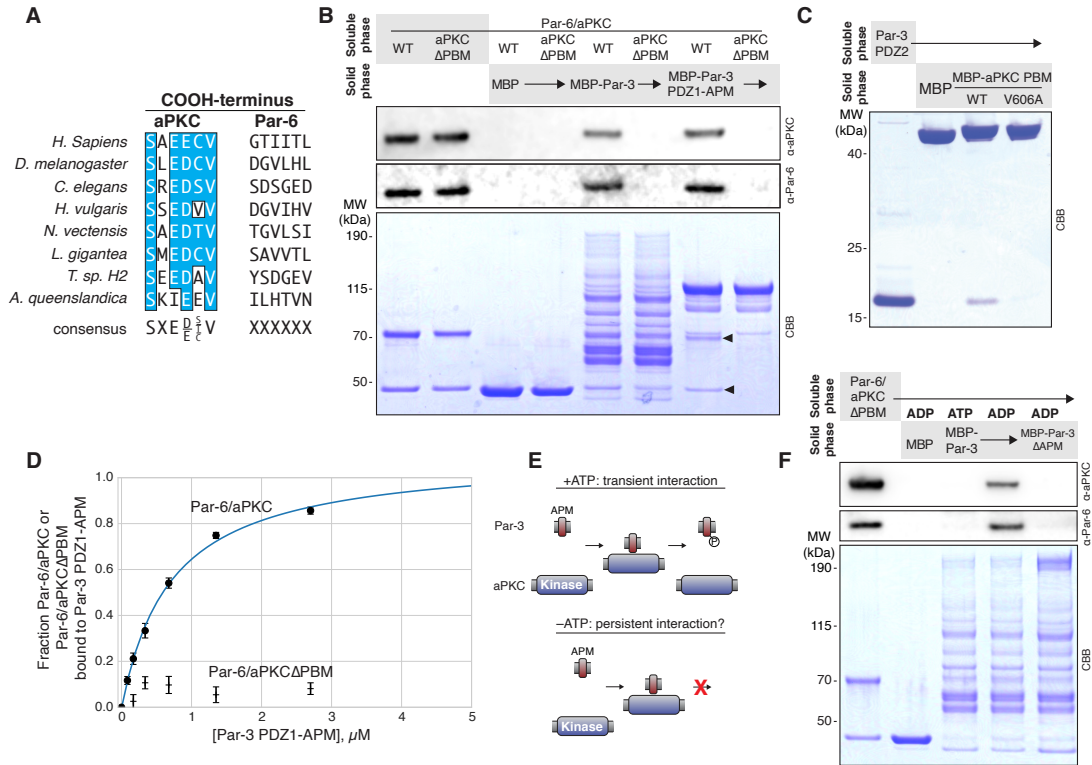 A
COOH-terminus
aPKC Par-6
H. Sapiens SAEECV GTIITL
D. melanogaster SLEDCV DGVLHL
C. elegans SREDSV SDSGED
H. vulgaris SSEDVV DGVIHV
N. vectensis SAEDTV TGVLSI
L. gigantea SMEDCV SAVVTL
T. sp. H2 SEEDAV YSDGEV
A. queenslandica SKIEEV ILHTVN
consensus SXE D/E S/T/C V XXXXXX
B
Soluble phase
Par-6/aPKC
WT aPKC ΔPBM WT aPKC ΔPBM WT aPKC ΔPBM WT aPKC ΔPBM
Solid phase
MBP MBP-Par-3 MBP-Par-3 PDZ1-APM
α-aPKC
α-Par-6
MW (kDa)
190-
115-
70-
50-
CBB
C
Soluble phase
Par-3 PDZ2
Solid phase
MBP MBP-aPKC PBM
WT V606A
MW (kDa)
40-
25-
15-
CBB
D
Fraction Par-6/aPKC or
Par-6/aPKCΔPBM
bound to Par-3 PDZ1-APM
1.0
0.8
0.6
0.4
0.2
0.0
Par-6/aPKC
Par-6/aPKCΔPBM
0 1 2 3 4 5
[Par-3 PDZ1-APM], μM
E
+ATP: transient interaction
APM
Par-3
P
aPKC
Kinase
–ATP: persistent interaction?
APM
X
Kinase
F
Soluble phase
Par-6/ aPKC ΔPBM
ADP ATP ADP ADP
Solid phase
MBP MBP-Par-3 MBP-Par-3 ΔAPM
α-aPKC
α-Par-6
MW (kDa)
190-
115-
70-
50-
CBB